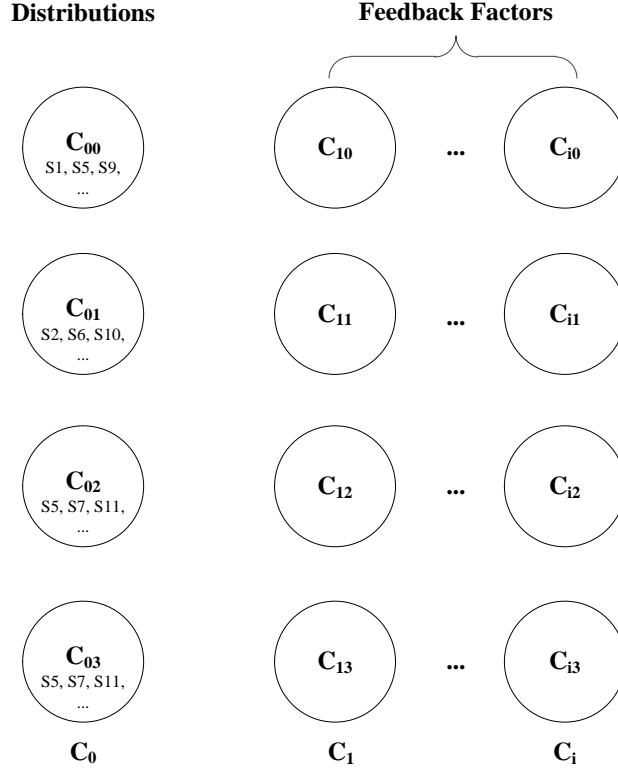 Distributions Feedback Factors
C00 C10 ... Ci0
S1, S5, S9,
...
C01 C11 ... Ci1
S2, S6, S10,
...
C02 C12 ... Ci2
S5, S7, S11,
...
C03 C13 ... Ci3
S5, S7, S11,
...
C0 C1 Ci